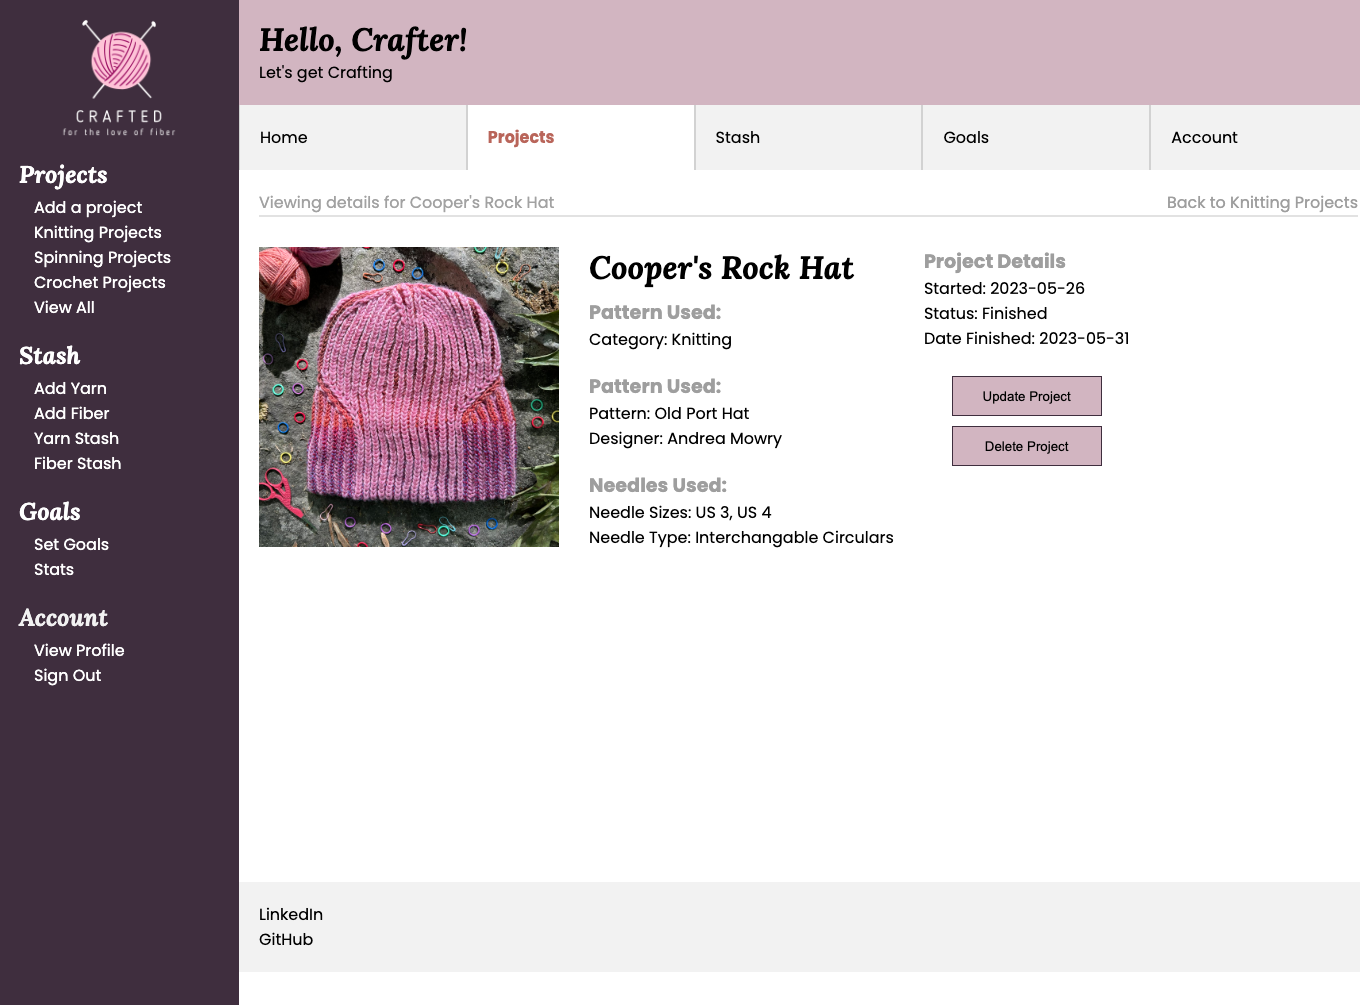 CRAFTED
for the love of fiber
Projects
Add a project
Knitting Projects
Spinning Projects
Crochet Projects
View All
Stash
Add Yarn
Add Fiber
Yarn Stash
Fiber Stash
Goals
Set Goals
Stats
Account
View Profile
Sign Out
Hello, Crafter!
Let's get Crafting
Home
Projects
Stash
Goals
Account
Viewing details for Cooper's Rock Hat
Back to Knitting Projects
Cooper's Rock Hat
Pattern Used:
Category: Knitting
Pattern Used:
Pattern: Old Port Hat
Designer: Andrea Mowry
Needles Used:
Needle Sizes: US 3, US 4
Needle Type: Interchangable Circulars
Project Details
Started: 2023-05-26
Status: Finished
Date Finished: 2023-05-31
Update Project
Delete Project
LinkedIn
GitHub